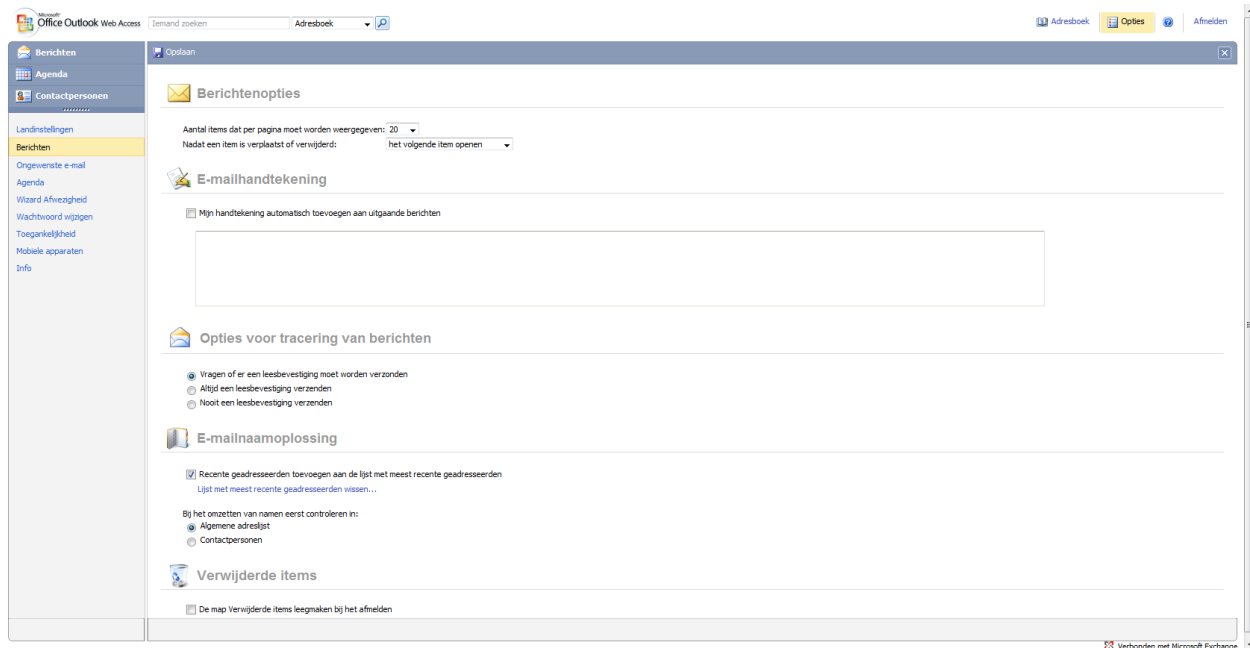 Microsoft®
Office Outlook Web Access
Iemand zoeken
Adresboek
Adresboek
Opties
Afmelden
Berichten
Opslaan
Agenda
Contactpersonen
Landinstellingen
Berichten
Ongewenste e-mail
Agenda
Wizard Afwezigheid
Wachtwoord wijzigen
Toegankelijkheid
Mobiele apparaten
Info
Berichtenopties
Aantal items dat per pagina moet worden weergegeven: 20
Nadat een item is verplaatst of verwijderd: het volgende item openen
E-mailhandtekening
Mijn handtekening automatisch toevoegen aan uitgaande berichten
Opties voor tracering van berichten
Vragen of er een leesbevestiging moet worden verzonden
Altijd een leesbevestiging verzenden
Nooit een leesbevestiging verzenden
E-mailnaamoplossing
Recente geadresseerden toevoegen aan de lijst met meest recente geadresseerden
Lijst met meest recente geadresseerden wissen...
Bij het omzetten van namen eerst controleren in:
Algemene adreslijst
Contactpersonen
Verwijderde items
De map Verwijderde items leegmaken bij het afmelden
Verbonden met Microsoft Exchange